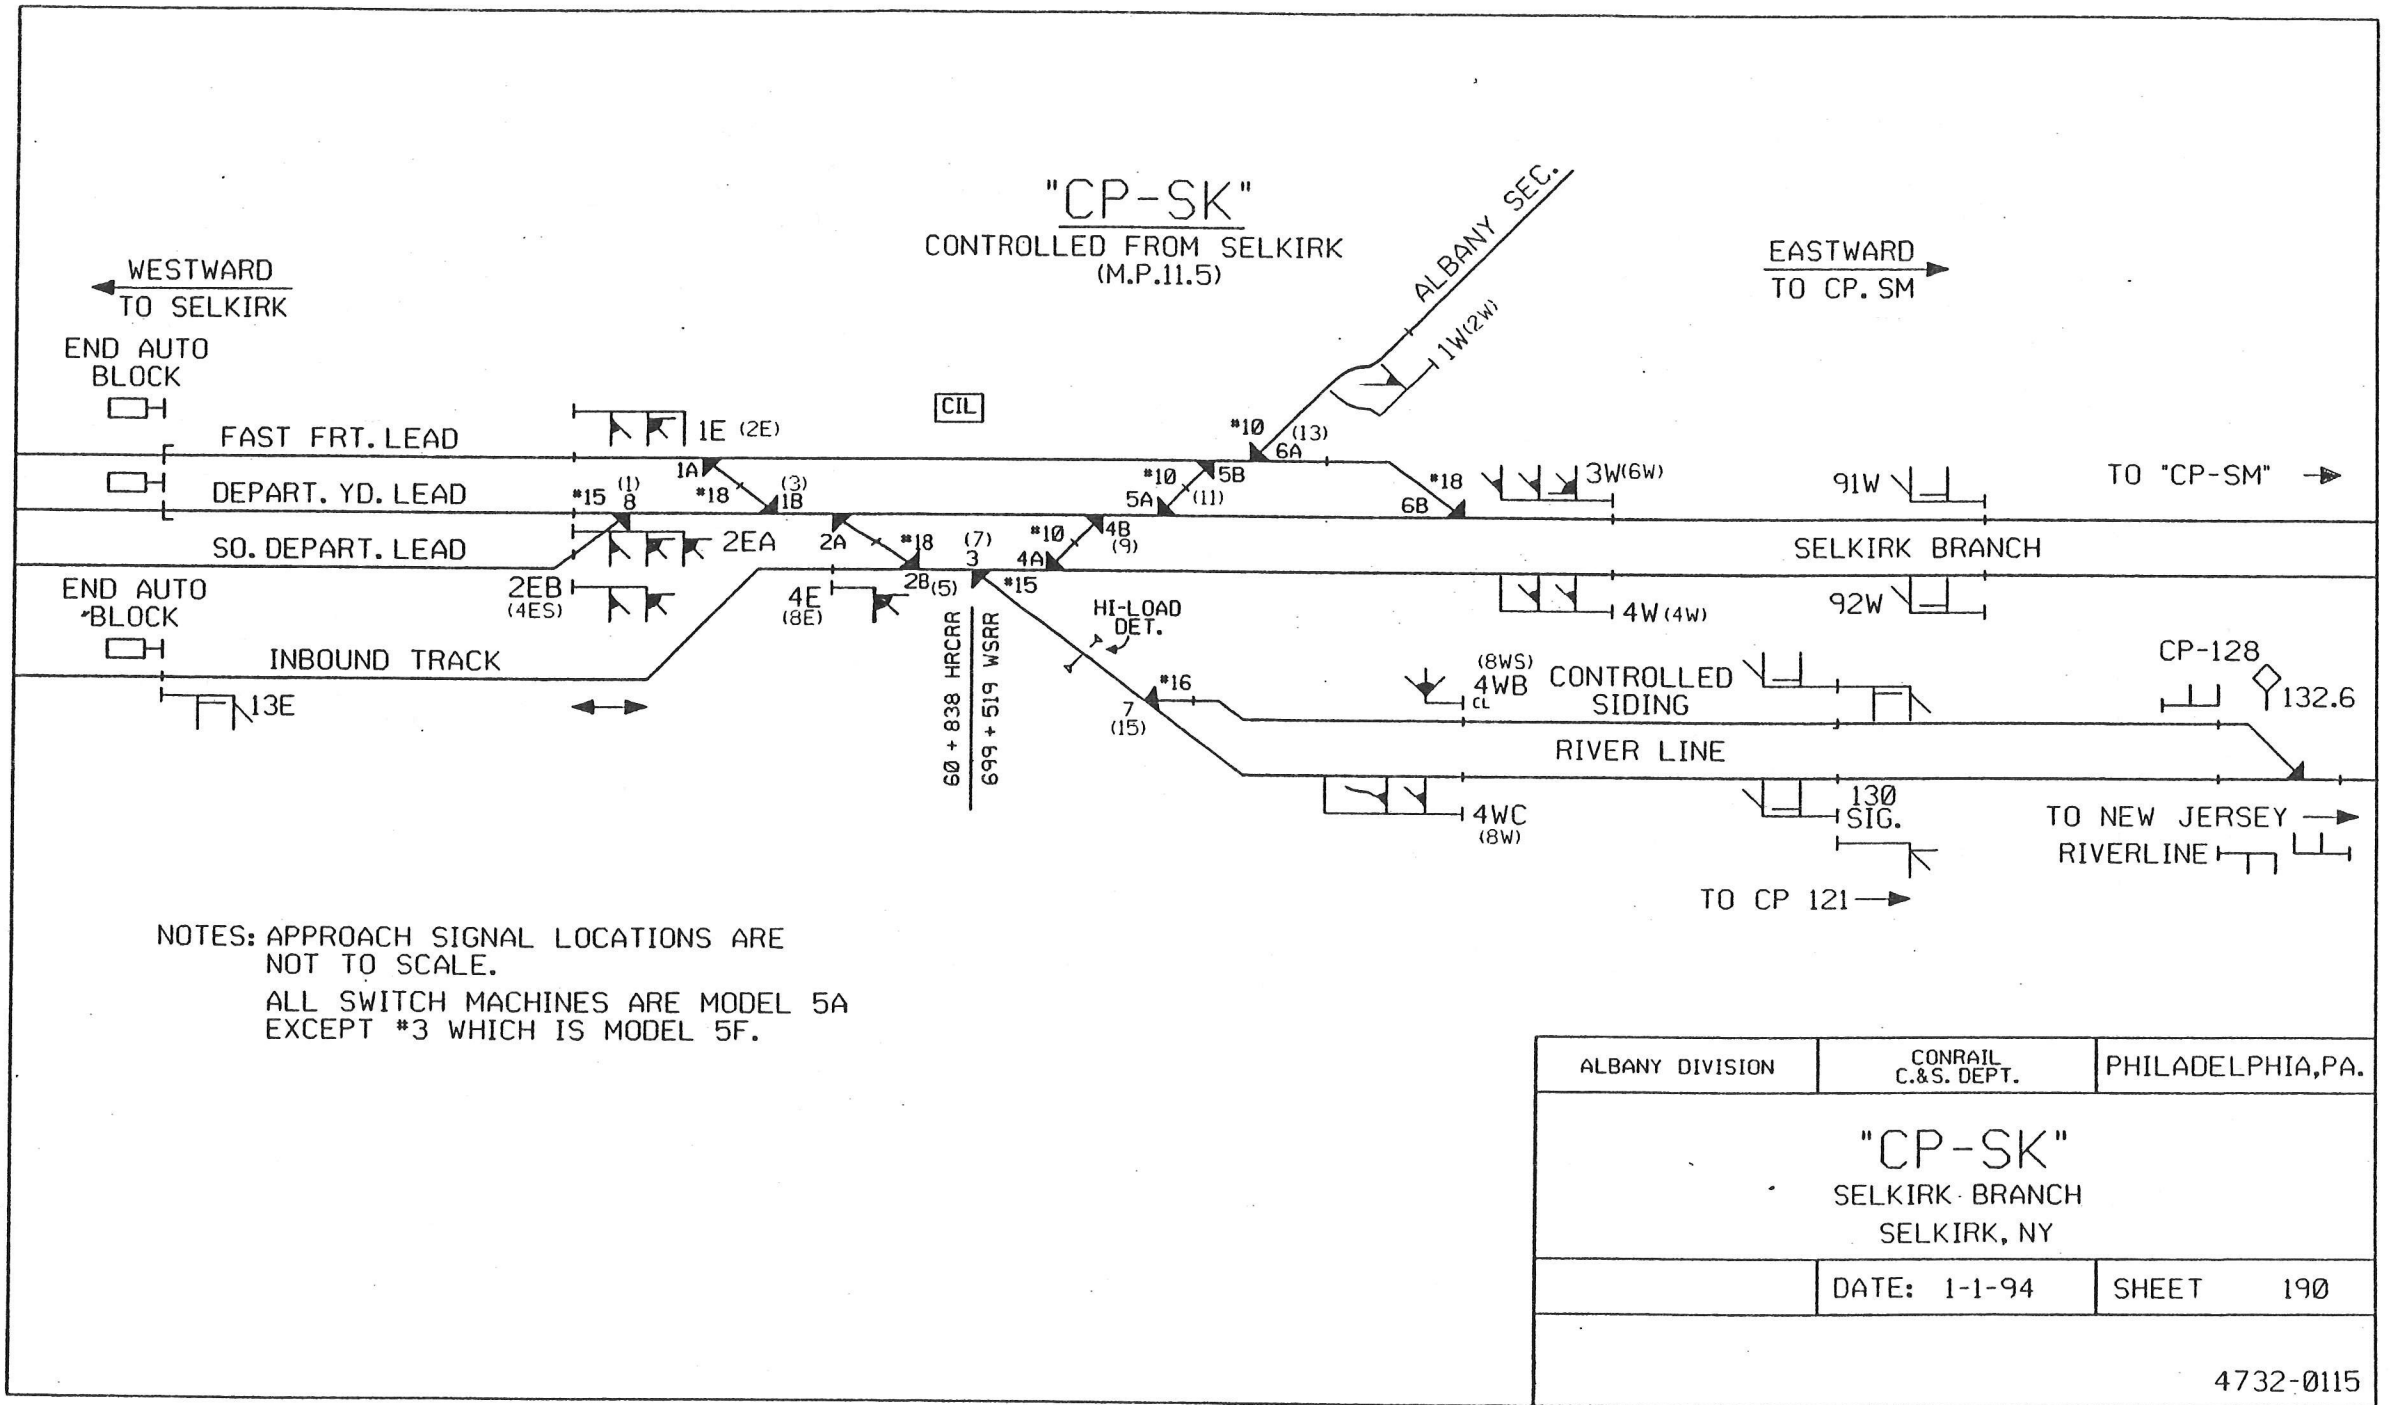 "CP-SK"
CONTROLLED FROM SELKIRK
(M.P.11.5)
ALBANY SEC.
WESTWARD
TO SELKIRK
EASTWARD
TO CP. SM
END AUTO
BLOCK
1W(2W)
CIL
FAST FRT. LEAD
1E (2E)
#10 (13)
6A
1A
#10 5B
DEPART. YD. LEAD
#15 (1) 8
#18 (3) 1B
5A (11)
#18
6B
3W(6W)
91W
TO "CP-SM"
SO. DEPART. LEAD
2EA
2A
#18
(7)
3
#10
4B
(9)
4A
SELKIRK BRANCH
END AUTO
BLOCK
2EB
(4ES)
4E
(8E)
2B(5)
#15
HI-LOAD
DET.
4W(4W)
92W
INBOUND TRACK
13E
60 + 838 HRCRR
699 + 519 WSRR
#16
7
(15)
(8WS)
4WB
CL
CONTROLLED
SIDING
CP-128
132.6
RIVER LINE
4WC
(8W)
130
SIG.
TO NEW JERSEY
RIVERLINE
TO CP 121
NOTES: APPROACH SIGNAL LOCATIONS ARE
NOT TO SCALE.
ALL SWITCH MACHINES ARE MODEL 5A
EXCEPT #3 WHICH IS MODEL 5F.
ALBANY DIVISION
CONRAIL
C.&S. DEPT.
PHILADELPHIA,PA.
"CP-SK"
SELKIRK BRANCH
SELKIRK, NY
DATE: 1-1-94
SHEET 190
4732-0115